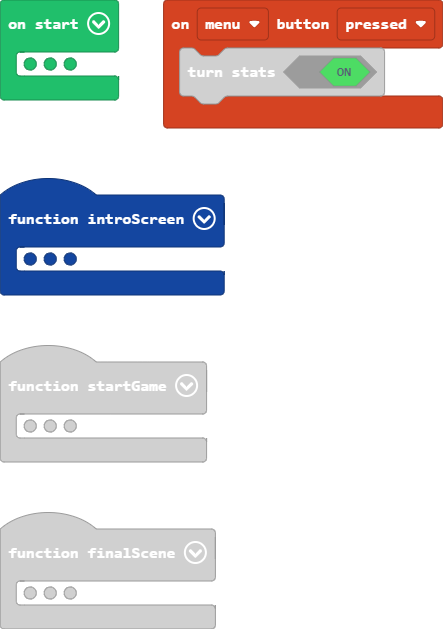 on start
on menu button pressed
turn stats ON
function introScreen
function startGame
function finalScene